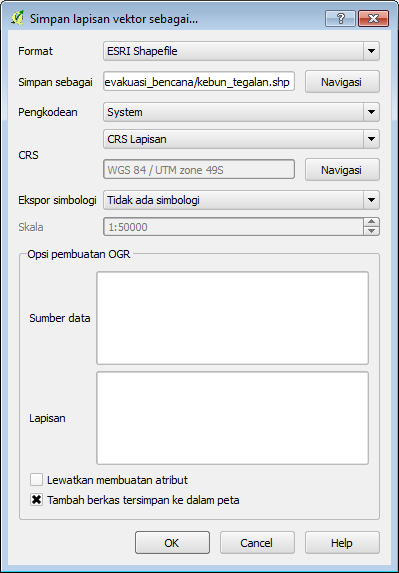 Simpan lapisan vektor sebagai...
Format ESRI Shapefile
Simpan sebagai evakuasi_bencana/kebun_tegalan.shp Navigasi
Pengkodean System
CRS Lapisan
CRS
WGS 84 / UTM zone 49S Navigasi
Ekspor simbologi Tidak ada simbologi
Skala 1:50000
Opsi pembuatan OGR
Sumber data
Lapisan
Lewatkan membuatan atribut
Tambah berkas tersimpan ke dalam peta
OK Cancel Help